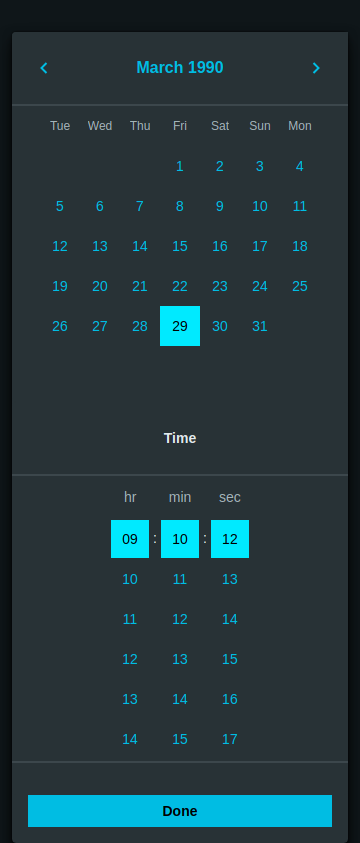 March 1990
Tue Wed Thu Fri Sat Sun Mon
1 2 3 4
5 6 7 8 9 10 11
12 13 14 15 16 17 18
19 20 21 22 23 24 25
26 27 28 29 30 31
Time
hr min sec
09 : 10 : 12
10 11 13
11 12 14
12 13 15
13 14 16
14 15 17
Done